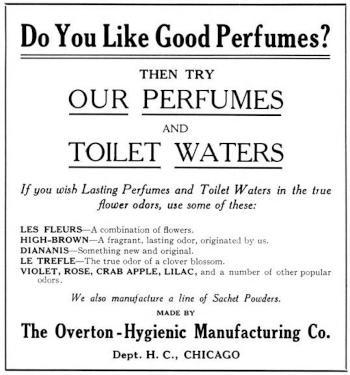 Do You Like Good Perfumes?
THEN TRY
OUR PERFUMES
AND
TOILET WATERS
If you wish Lasting Perfumes and Toilet Waters in the true
flower odors, use some of these:
LES FLEURS—A combination of flowers.
HIGH-BROWN—A fragrant, lasting odor, originated by us.
DIANANIS—Something new and original.
LE TREFLE—The true odor of a clover blossom.
VIOLET, ROSE, CRAB APPLE, LILAC, and a number of other popular
odors.
We also manufacture a line of Sachet Powders.
MADE BY
The Overton-Hygienic Manufacturing Co.
Dept. H. C., CHICAGO